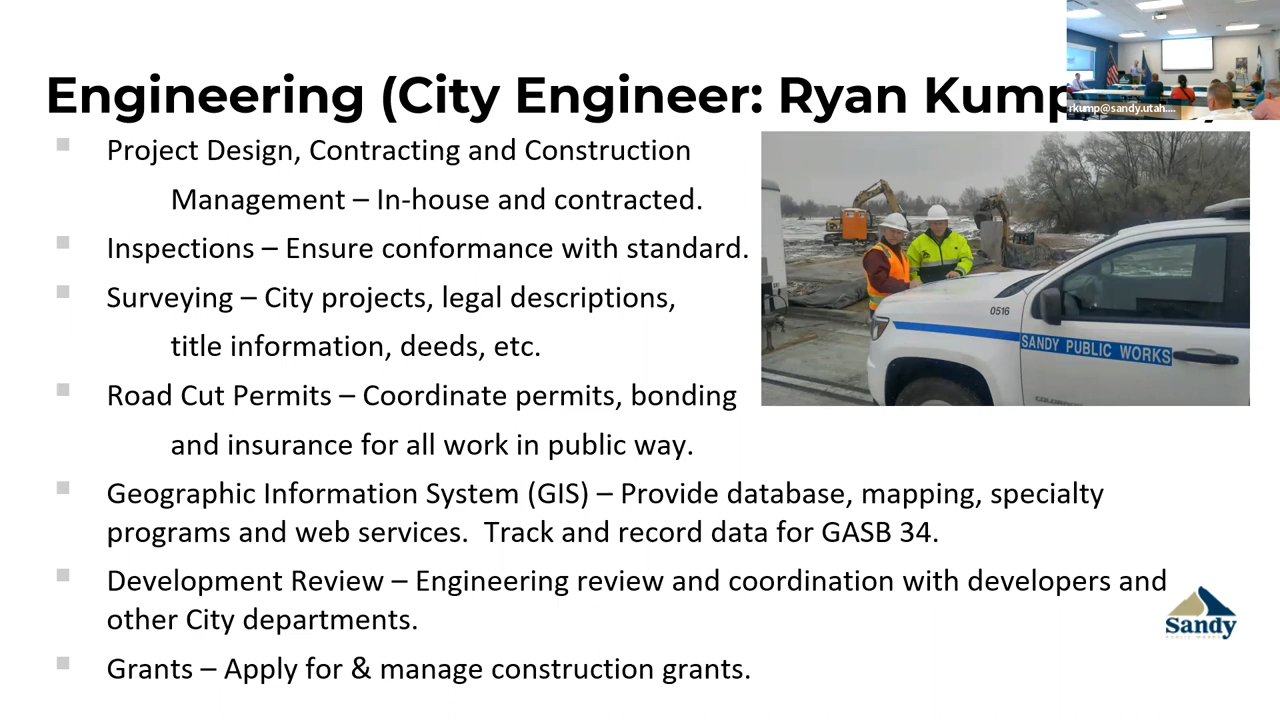 Engineering (City Engineer: Ryan Kump
rkump@sandy.utah....
Project Design, Contracting and Construction
Management – In-house and contracted.
Inspections – Ensure conformance with standard.
Surveying – City projects, legal descriptions,
title information, deeds, etc.
Road Cut Permits – Coordinate permits, bonding
and insurance for all work in public way.
Geographic Information System (GIS) – Provide database, mapping, specialty
programs and web services.  Track and record data for GASB 34.
Development Review – Engineering review and coordination with developers and
other City departments.
Grants – Apply for & manage construction grants.
0516
SANDY PUBLIC WORKS
Sandy